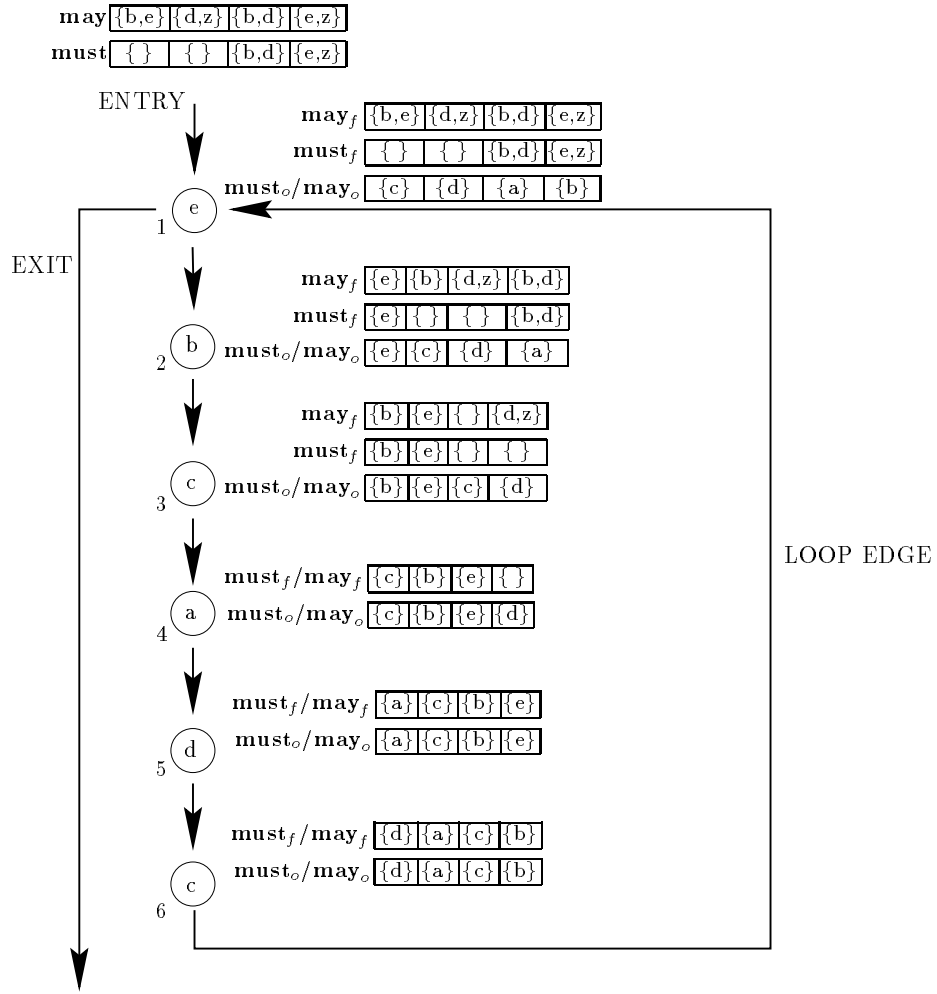 may {b,e} {d,z} {b,d} {e,z}
must { } { } {b,d} {e,z}
ENTRY
may_f {b,e} {d,z} {b,d} {e,z}
must_f { } { } {b,d} {e,z}
must_o/may_o {c} {d} {a} {b}
e
1
EXIT
may_f {e} {b} {d,z} {b,d}
must_f {e} { } { } {b,d}
must_o/may_o {e} {c} {d} {a}
b
2
may_f {b} {e} { } {d,z}
must_f {b} {e} { } { }
must_o/may_o {b} {e} {c} {d}
c
3
LOOP EDGE
must_f/may_f {c} {b} {e} { }
must_o/may_o {c} {b} {e} {d}
a
4
must_f/may_f {a} {c} {b} {e}
must_o/may_o {a} {c} {b} {e}
d
5
must_f/may_f {d} {a} {c} {b}
must_o/may_o {d} {a} {c} {b}
c
6